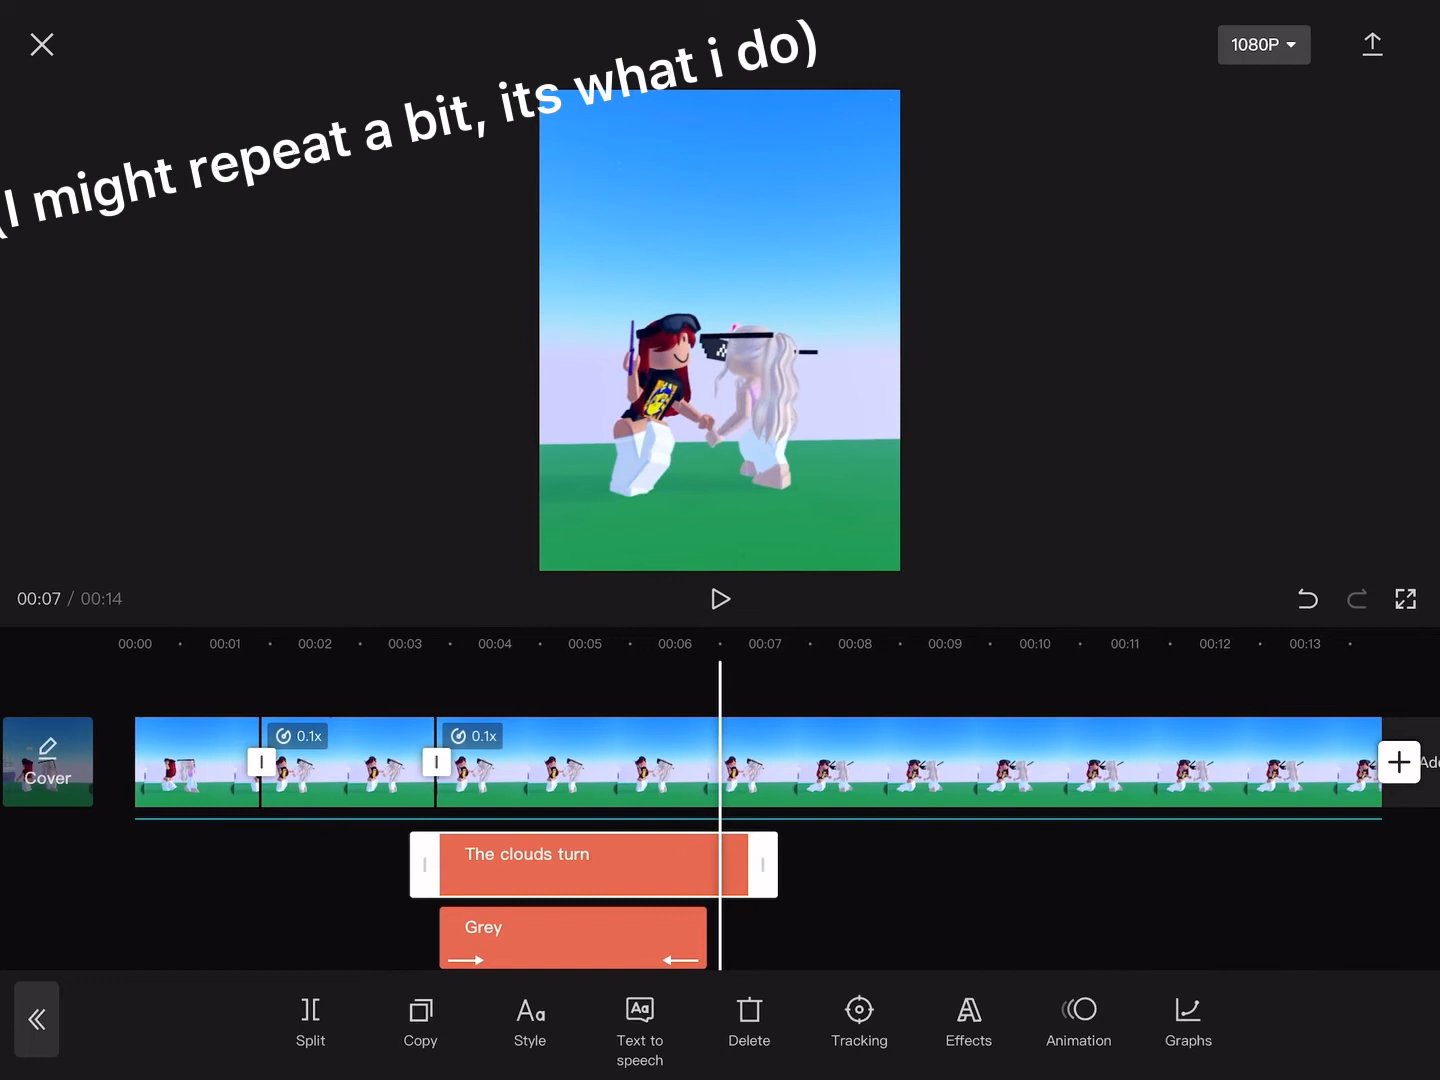 (I might repeat a bit, its what i do)
1080P
00:07 / 00:14
00:00 00:01 00:02 00:03 00:04 00:05 00:06 00:07 00:08 00:09 00:10 00:11 00:12 00:13
0.1x 0.1x
Cover
The clouds turn
Grey
Split Copy Style Text to speech Delete Tracking Effects Animation Graphs